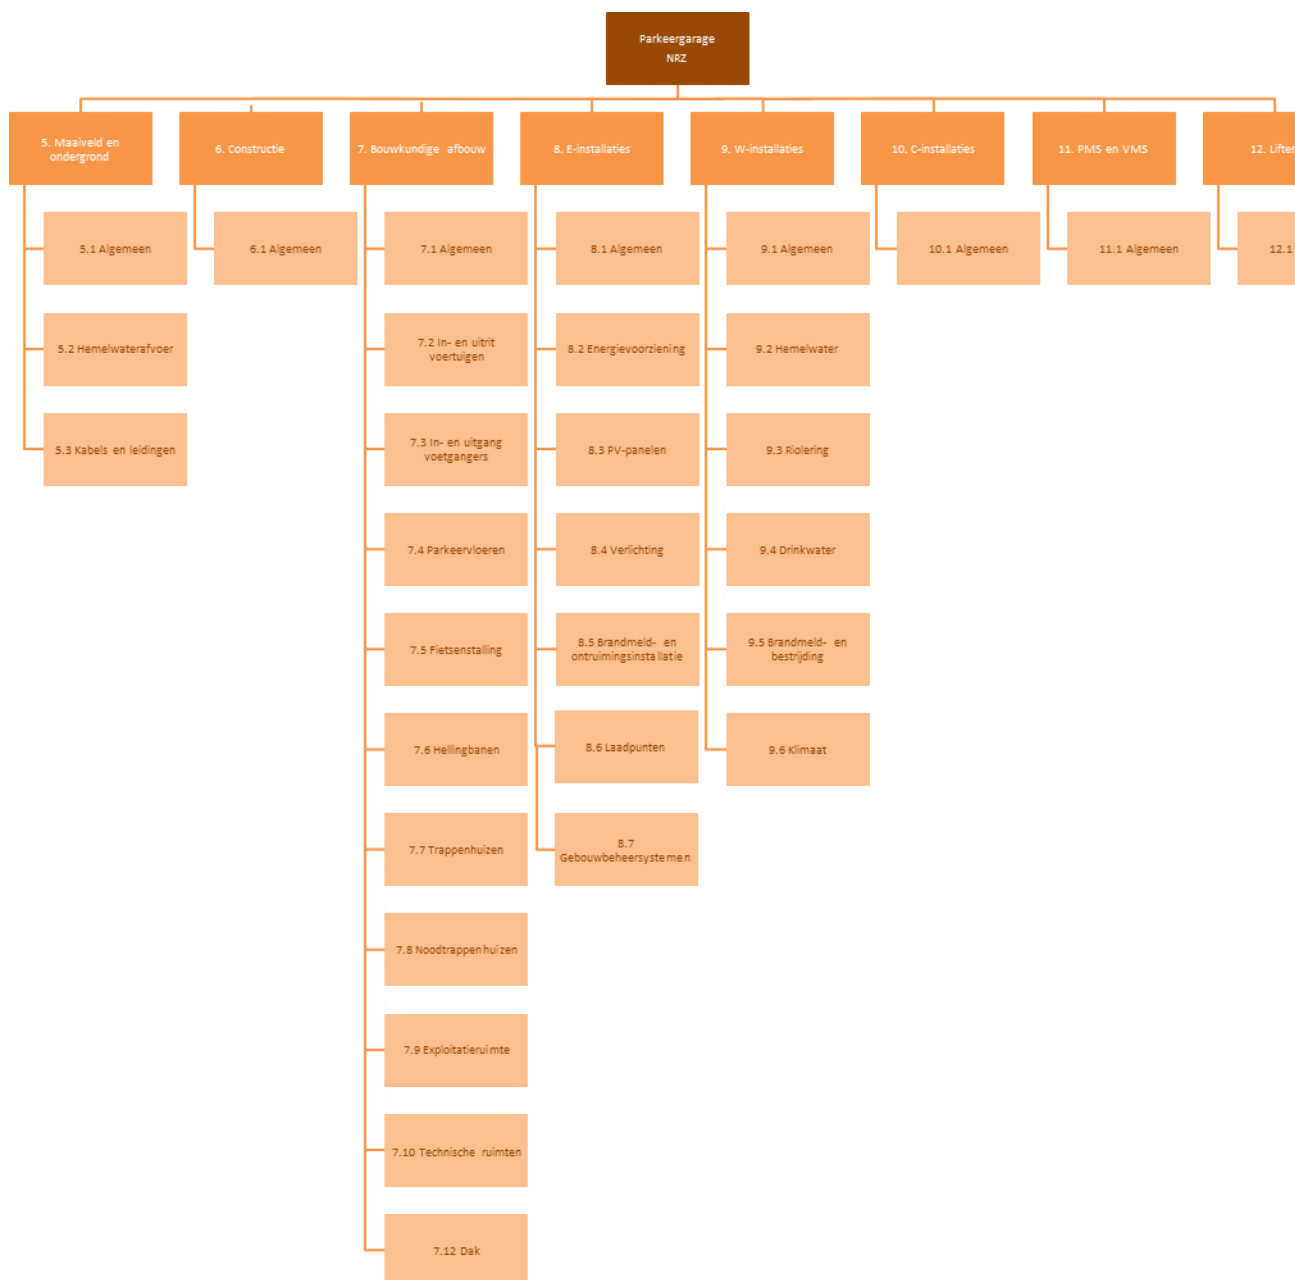 Parkeergarage
NRZ
5. Maaiveld en
ondergrond
6. Constructie
7. Bouwkundige afbouw
8. E-installaties
9. W-installaties
10. C-installaties
11. PMS en VMS
12. Liften
5.1 Algemeen
6.1 Algemeen
7.1 Algemeen
8.1 Algemeen
9.1 Algemeen
10.1 Algemeen
11.1 Algemeen
12.1
5.2 Hemelwaterafvoer
7.2 In- en uitrit
voertuigen
8.2 Energievoorziening
9.2 Hemelwater
5.3 Kabels en leidingen
7.3 In- en uitgang
voetgangers
8.3 PV-panelen
9.3 Riolering
7.4 Parkeervloeren
8.4 Verlichting
9.4 Drinkwater
7.5 Fietsenstalling
8.5 Brandmeld- en
ontruimingsinstallatie
9.5 Brandmeld- en
bestrijding
7.6 Hellingbanen
8.6 Laadpunten
9.6 Klimaat
7.7 Trappenhuizen
8.7
Gebouwbeheersystemen
7.8 Noodtrappenhuizen
7.9 Exploitatieruimte
7.10 Technische ruimten
7.12 Dak